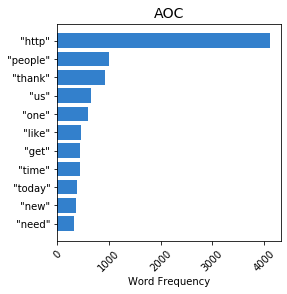 AOC
"http"
"people"
"thank"
"us"
"one"
"like"
"get"
"time"
"today"
"new"
"need"
0 1000 2000 3000 4000
Word Frequency